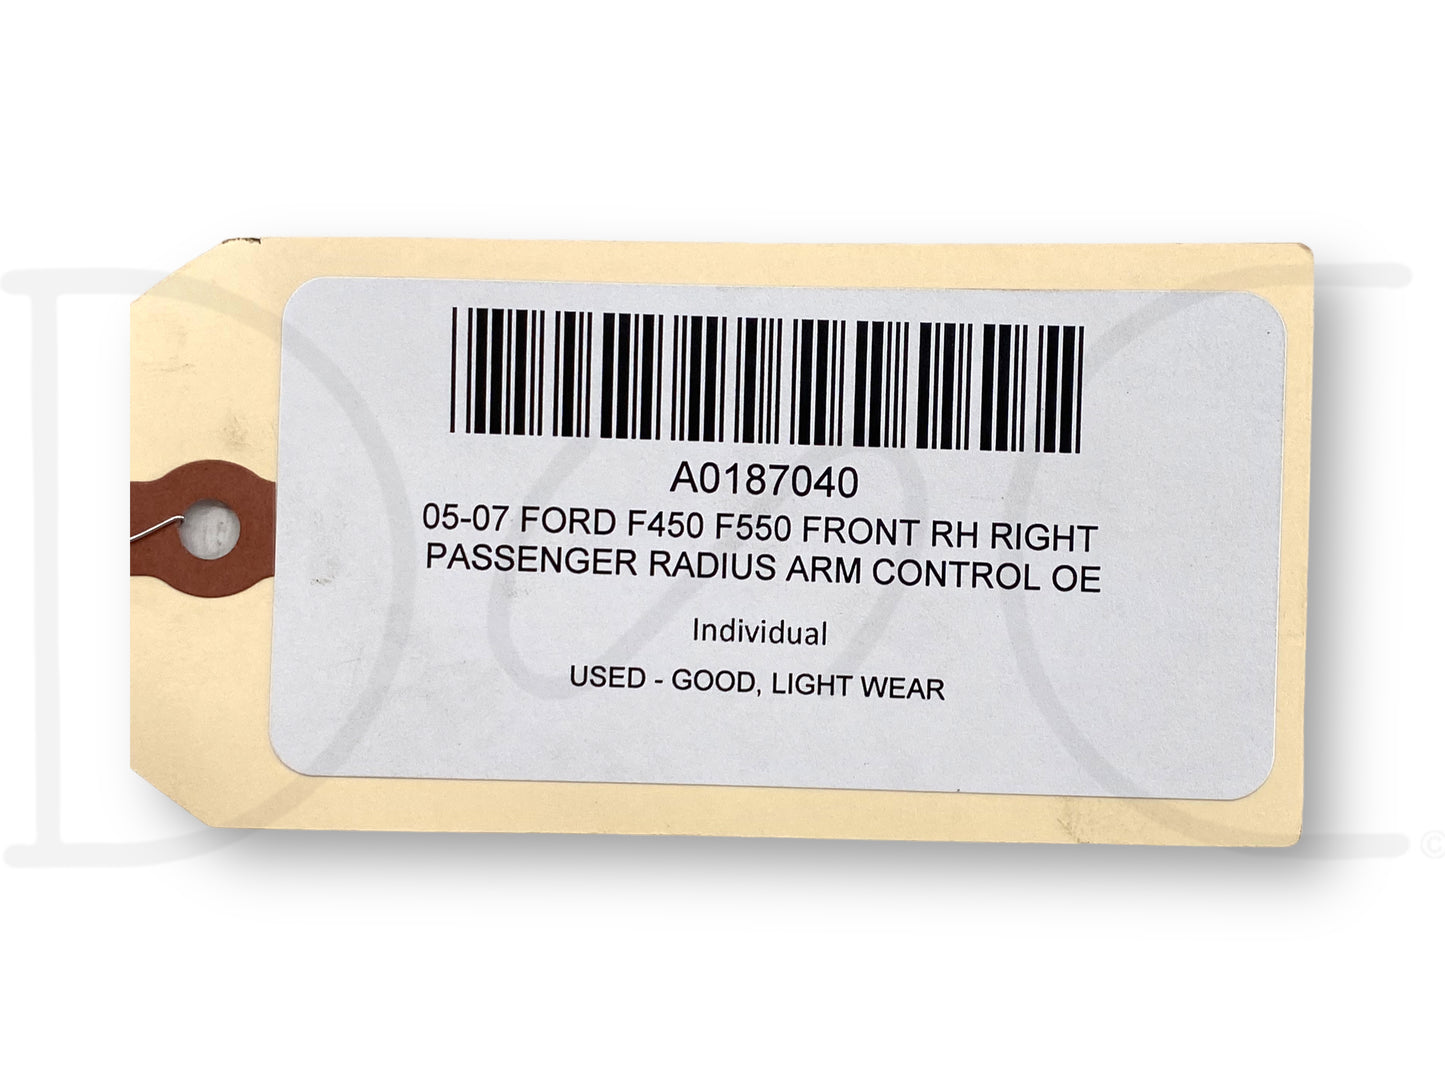 A0187040
05-07 FORD F450 F550 FRONT RH RIGHT
PASSENGER RADIUS ARM CONTROL OE
Individual
USED - GOOD, LIGHT WEAR
©